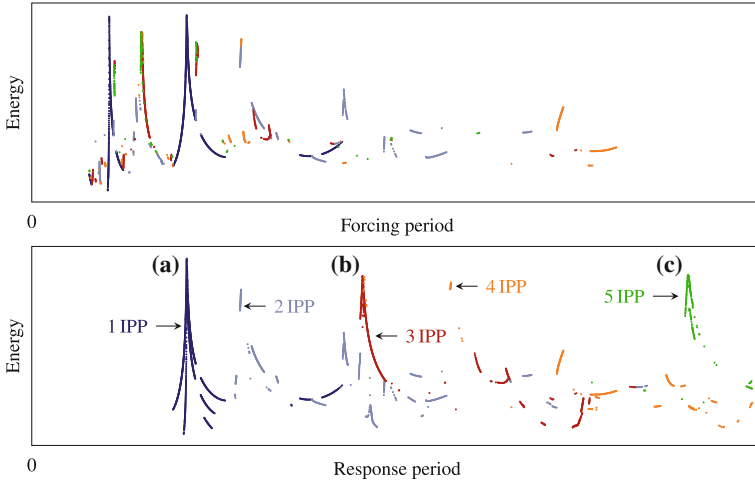 Energy
0
Forcing period
(a)
(b)
(c)
1 IPP
2 IPP
3 IPP
4 IPP
5 IPP
Energy
0
Response period